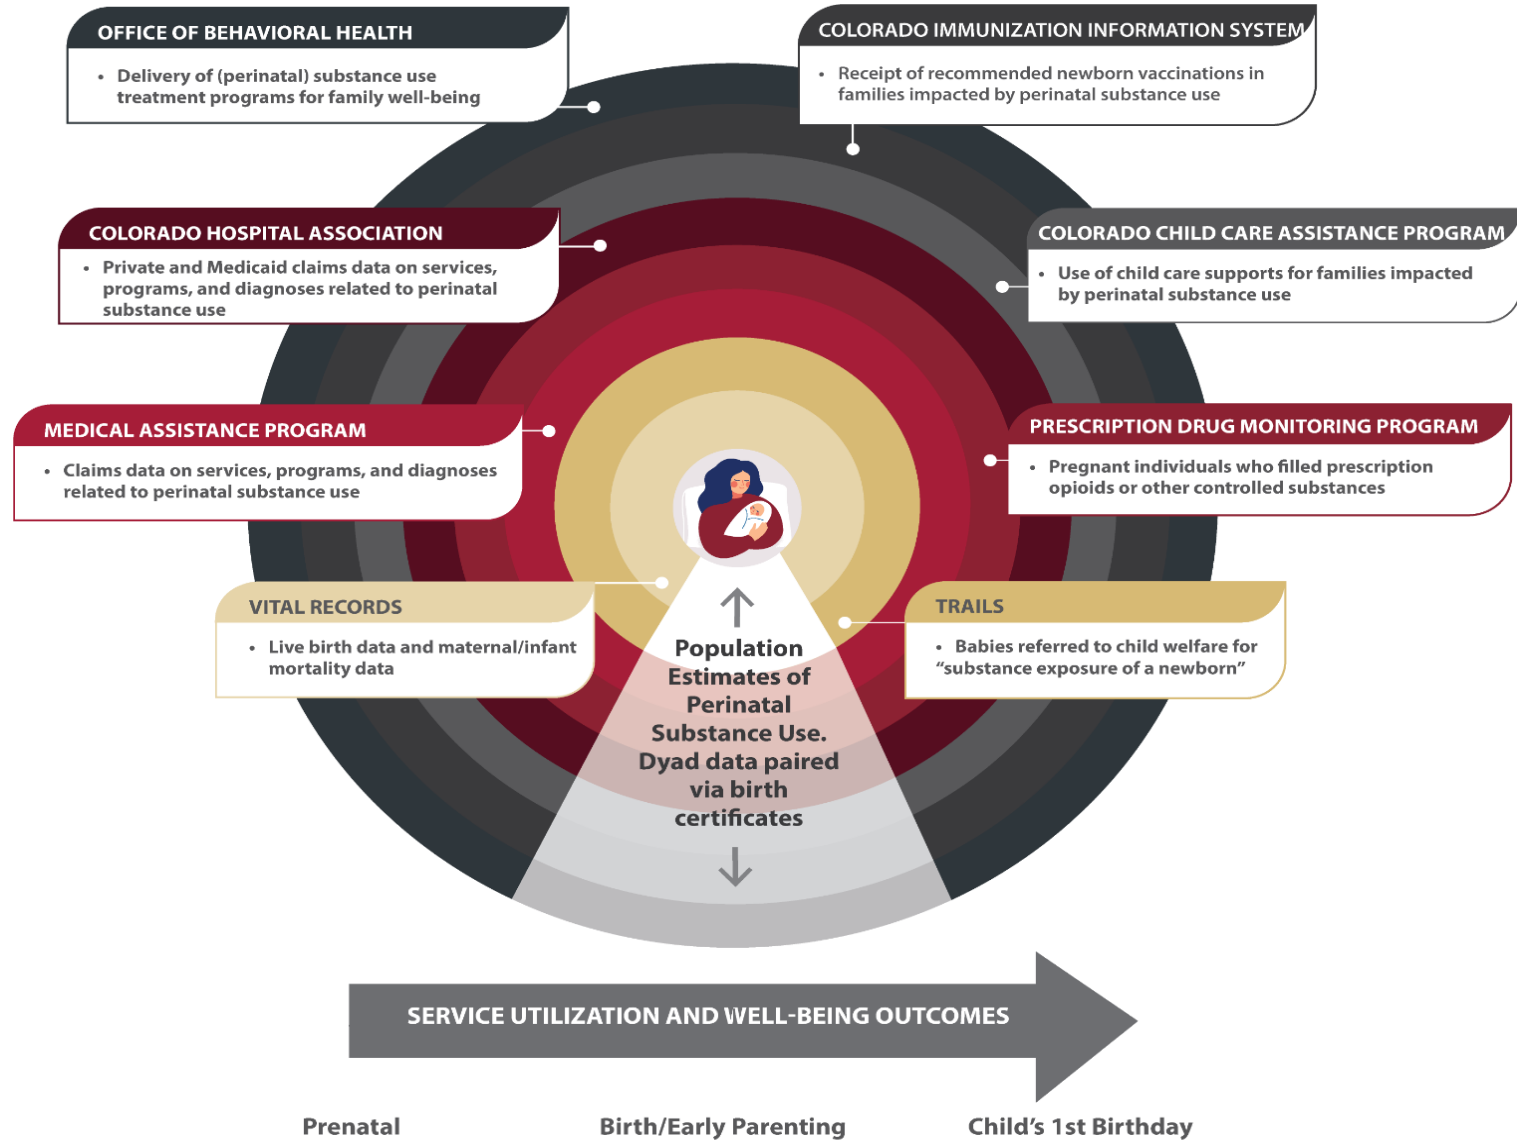 OFFICE OF BEHAVIORAL HEALTH
• Delivery of (perinatal) substance use
treatment programs for family well-being
COLORADO IMMUNIZATION INFORMATION SYSTEM
• Receipt of recommended newborn vaccinations in
families impacted by perinatal substance use
COLORADO HOSPITAL ASSOCIATION
• Private and Medicaid claims data on services,
programs, and diagnoses related to perinatal
substance use
COLORADO CHILD CARE ASSISTANCE PROGRAM
• Use of child care supports for families impacted
by perinatal substance use
MEDICAL ASSISTANCE PROGRAM
• Claims data on services, programs, and diagnoses
related to perinatal substance use
PRESCRIPTION DRUG MONITORING PROGRAM
• Pregnant individuals who filled prescription
opioids or other controlled substances
VITAL RECORDS
• Live birth data and maternal/infant
mortality data
TRAILS
• Babies referred to child welfare for
“substance exposure of a newborn”
Population
Estimates of
Perinatal
Substance Use.
Dyad data paired
via birth
certificates
SERVICE UTILIZATION AND WELL-BEING OUTCOMES
Prenatal
Birth/Early Parenting
Child’s 1st Birthday